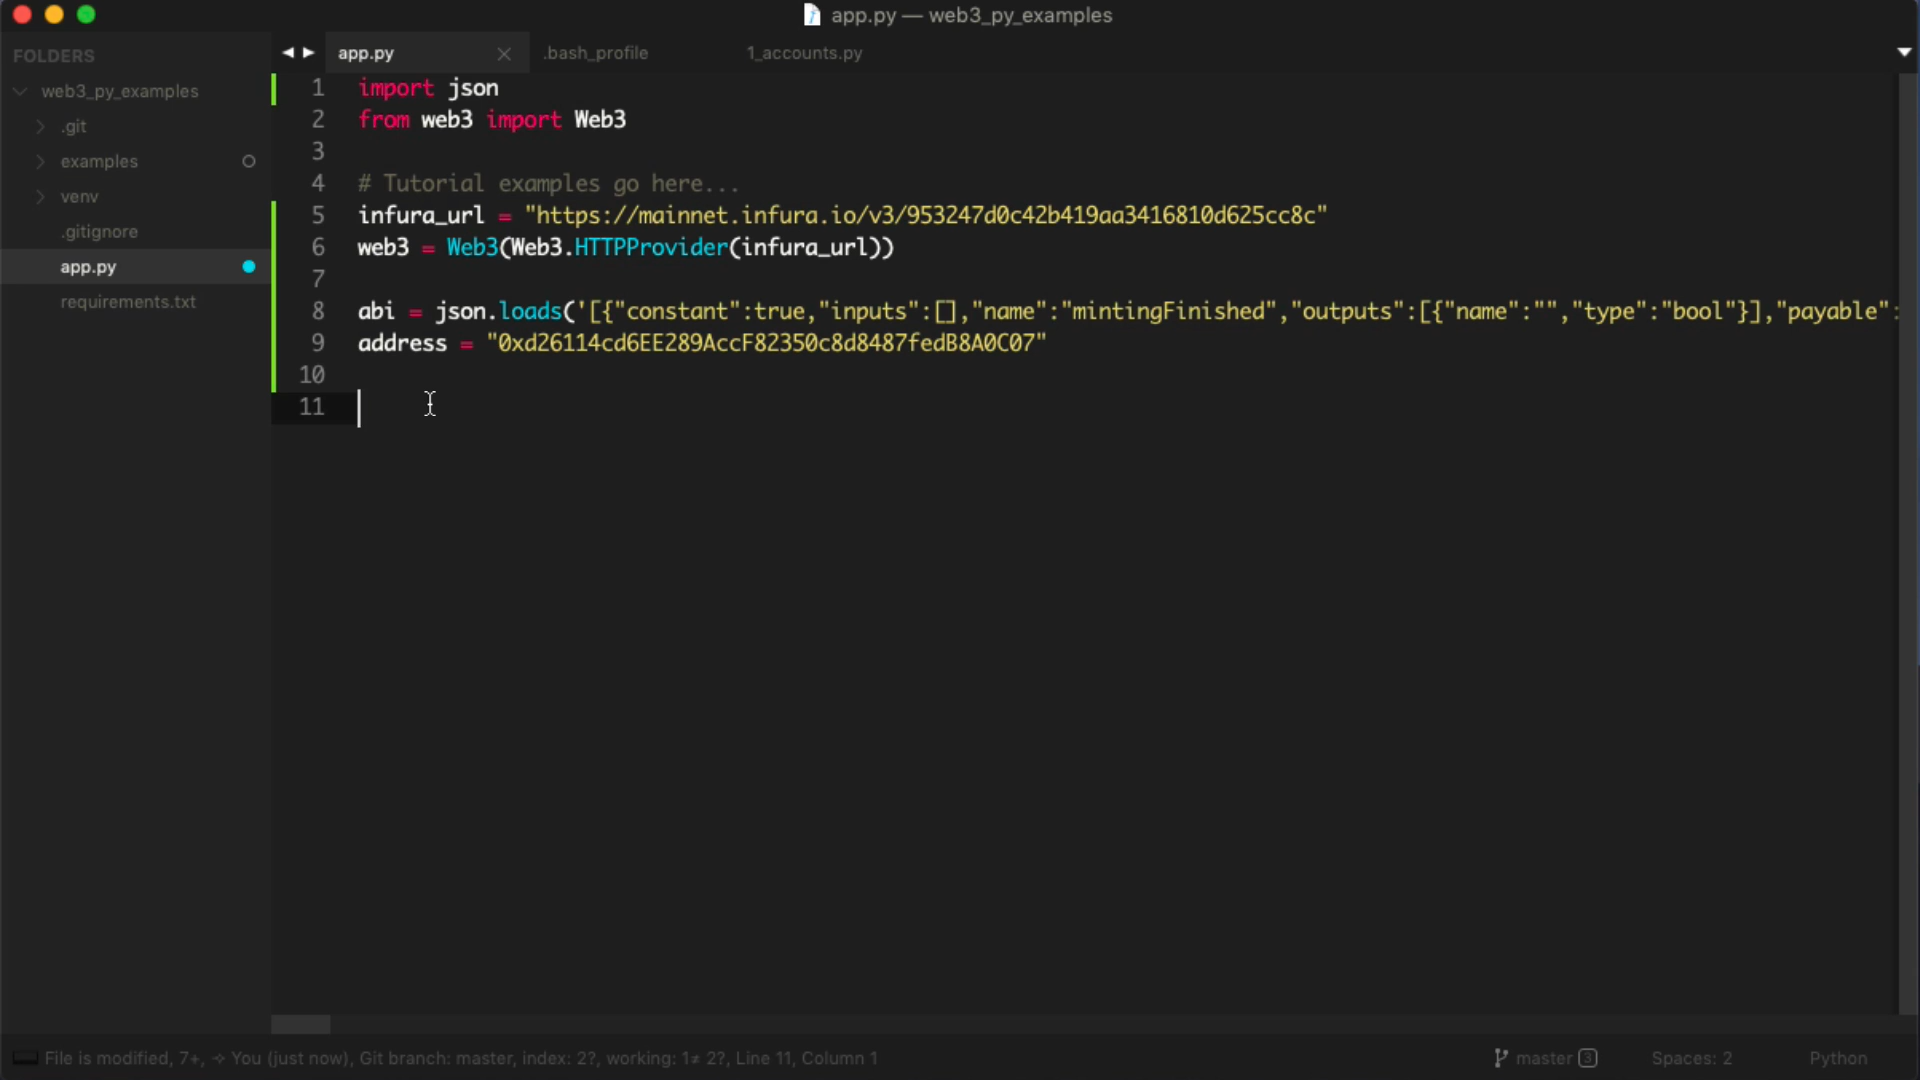 app.py — web3_py_examples
FOLDERS
web3_py_examples
.git
examples
venv
.gitignore
app.py
requirements.txt
app.py
.bash_profile
1_accounts.py
1 import json
2 from web3 import Web3
3
4 # Tutorial examples go here...
5 infura_url = "https://mainnet.infura.io/v3/953247d0c42b419aa3416810d625cc8c"
6 web3 = Web3(Web3.HTTPProvider(infura_url))
7
8 abi = json.loads('[{"constant":true,"inputs":[],"name":"mintingFinished","outputs":[{"name":"","type":"bool"}],"payable":
9 address = "0xd26114cd6EE289AccF82350c8d8487fedB8A0C07"
10
11
File is modified, 7+, ✧ You (just now), Git branch: master, index: 2?, working: 1≠ 2?, Line 11, Column 1
master 3
Spaces: 2
Python